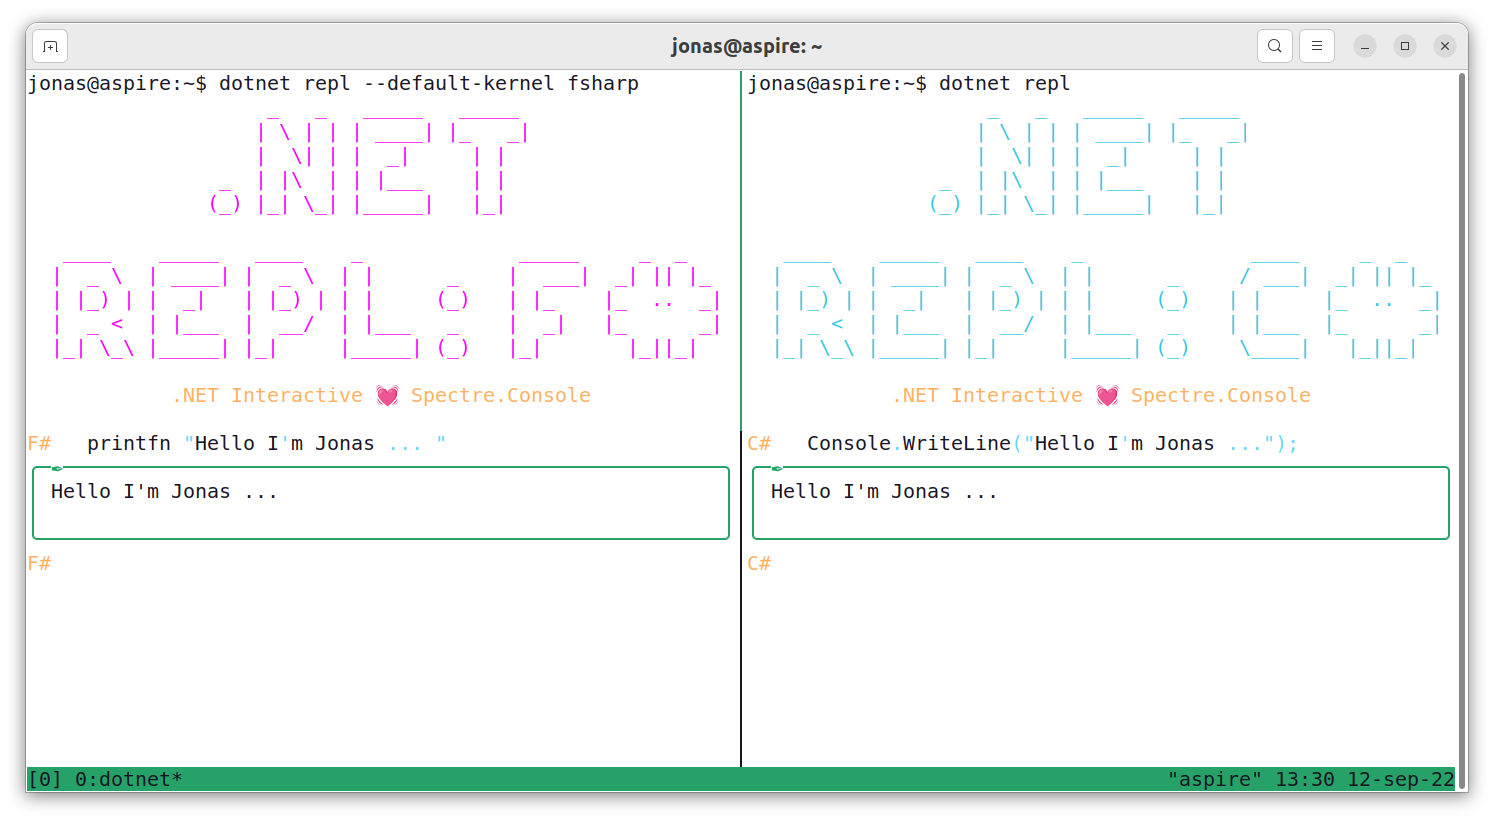 jonas@aspire: ~
jonas@aspire:~$ dotnet repl --default-kernel fsharp
.NET
REPL: F#
.NET Interactive 💓 Spectre.Console
F# printfn "Hello I'm Jonas ... "
Hello I'm Jonas ...
F#
jonas@aspire:~$ dotnet repl
.NET
REPL: C#
.NET Interactive 💓 Spectre.Console
C# Console.WriteLine("Hello I'm Jonas ...");
Hello I'm Jonas ...
C#
[0] 0:dotnet* "aspire" 13:30 12-sep-22